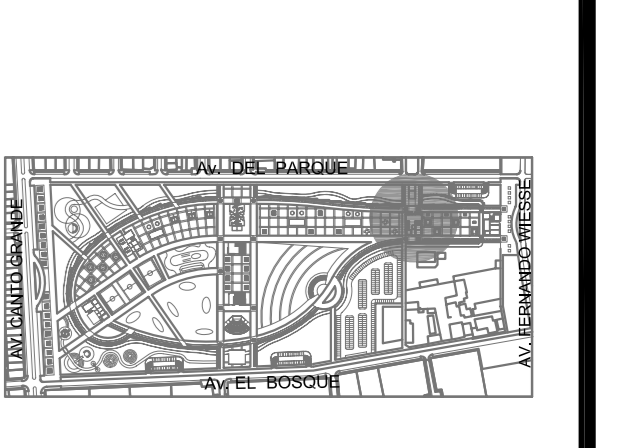 Av. DEL PARQUE
AV. CANTO GRANDE
AV. FERNANDO WIESSE
Av. EL BOSQUE